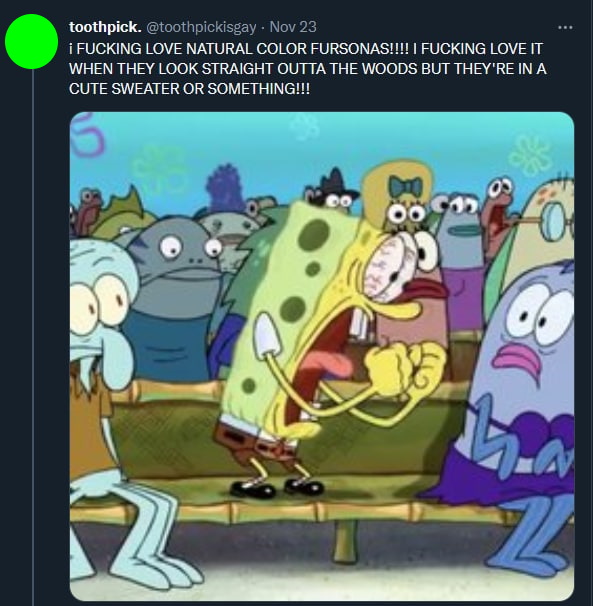 toothpick. @toothpickisgay · Nov 23
i FUCKING LOVE NATURAL COLOR FURSONAS!!!! I FUCKING LOVE IT
WHEN THEY LOOK STRAIGHT OUTTA THE WOODS BUT THEY'RE IN A
CUTE SWEATER OR SOMETHING!!!